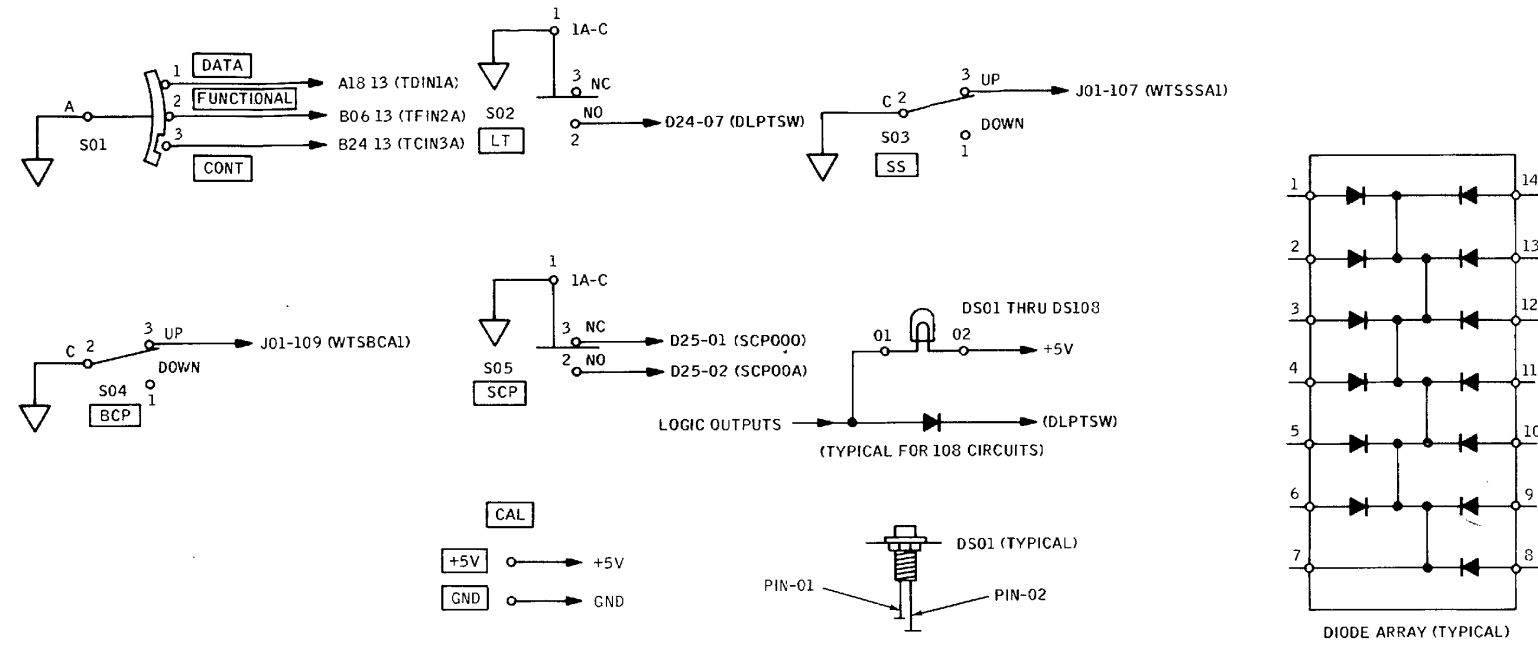 A
S01
1
2
3
DATA
FUNCTIONAL
CONT
A18 13 (TDIN1A)
B06 13 (TFIN2A)
B24 13 (TCIN3A)
1
1A-C
3 NC
NO
2
S02
LT
D24-07 (DLPTSW)
C 2
3 UP
DOWN
1
S03
SS
J01-107 (WTSSSA1)
C 2
3 UP
DOWN
1
S04
BCP
J01-109 (WTSBCA1)
1
1A-C
3 NC
2 NO
S05
SCP
D25-01 (SCP000)
D25-02 (SCP00A)
DS01 THRU DS108
01
02
+5V
LOGIC OUTPUTS
(DLPTSW)
(TYPICAL FOR 108 CIRCUITS)
CAL
+5V
+5V
GND
GND
DS01 (TYPICAL)
PIN-01
PIN-02
1
14
2
13
3
12
4
11
5
10
6
9
7
8
DIODE ARRAY (TYPICAL)